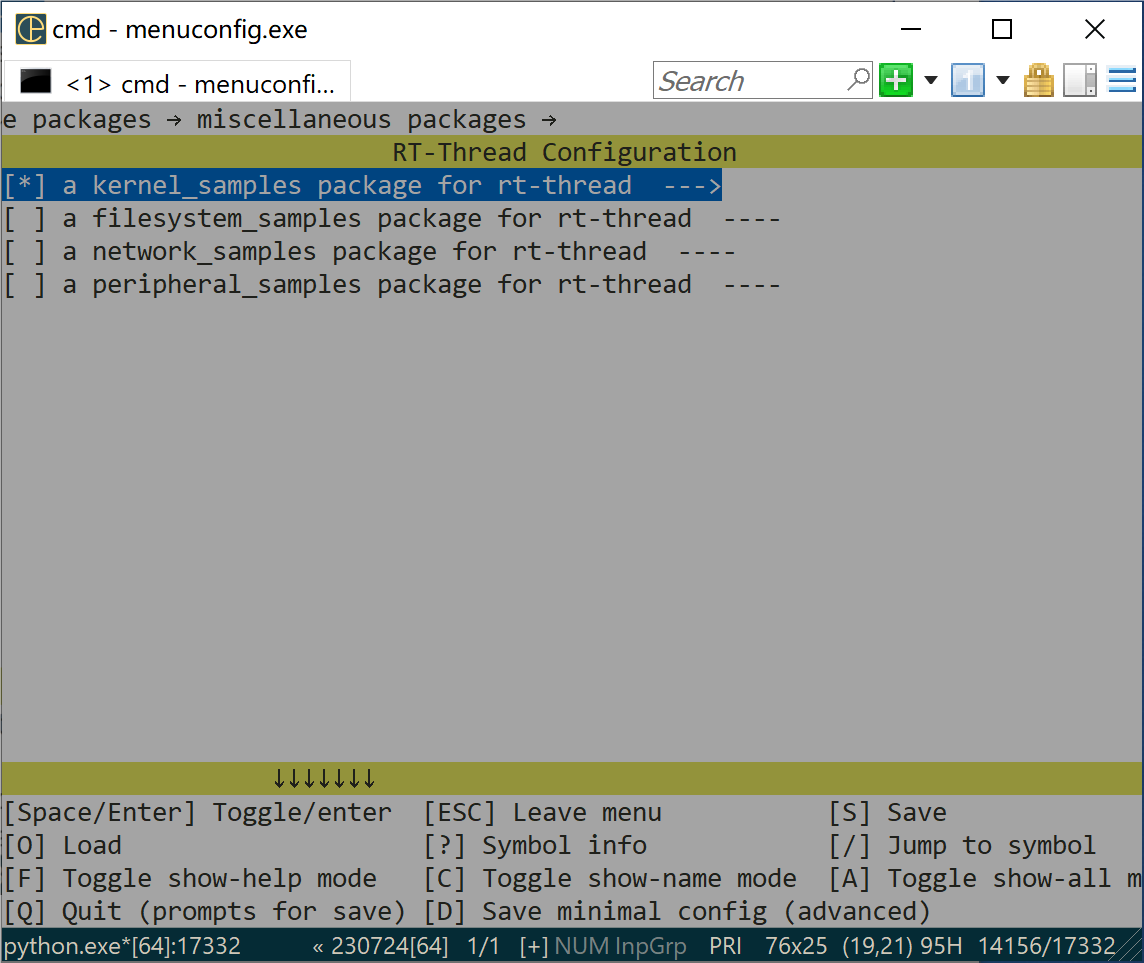 cmd - menuconfig.exe
<1> cmd - menuconfi...
Search
1
e packages → miscellaneous packages →
RT-Thread Configuration
[*] a kernel_samples package for rt-thread  --->
[ ] a filesystem_samples package for rt-thread  ----
[ ] a network_samples package for rt-thread  ----
[ ] a peripheral_samples package for rt-thread  ----
↓↓↓↓↓↓↓
[Space/Enter] Toggle/enter  [ESC] Leave menu  [S] Save
[O] Load  [?] Symbol info  [/] Jump to symbol
[F] Toggle show-help mode  [C] Toggle show-name mode  [A] Toggle show-all m
[Q] Quit (prompts for save) [D] Save minimal config (advanced)
python.exe*[64]:17332  « 230724[64]  1/1  [+] NUM InpGrp  PRI  76x25  (19,21) 95H  14156/17332